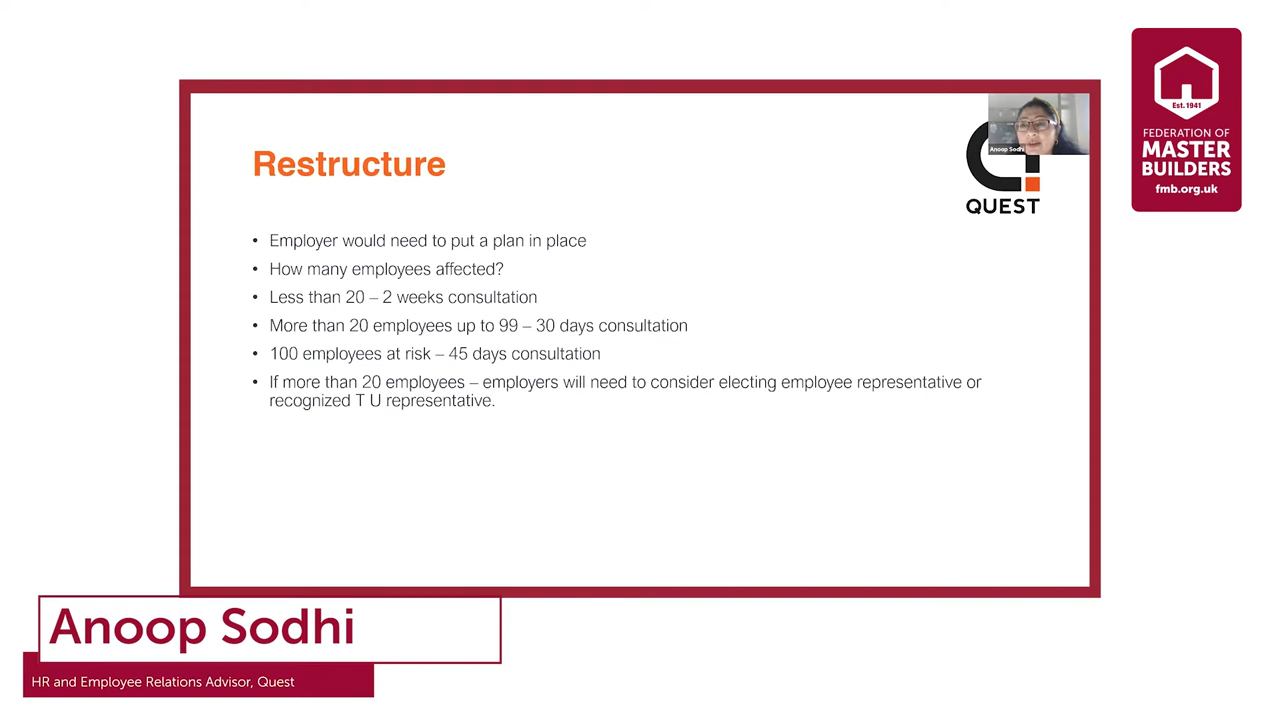 Restructure
Anoop Sodhi
QUEST
Est. 1941
FEDERATION OF
MASTER
BUILDERS
fmb.org.uk
• Employer would need to put a plan in place
• How many employees affected?
• Less than 20 – 2 weeks consultation
• More than 20 employees up to 99 – 30 days consultation
• 100 employees at risk – 45 days consultation
• If more than 20 employees – employers will need to consider electing employee representative or
recognized T U representative.
Anoop Sodhi
HR and Employee Relations Advisor, Quest